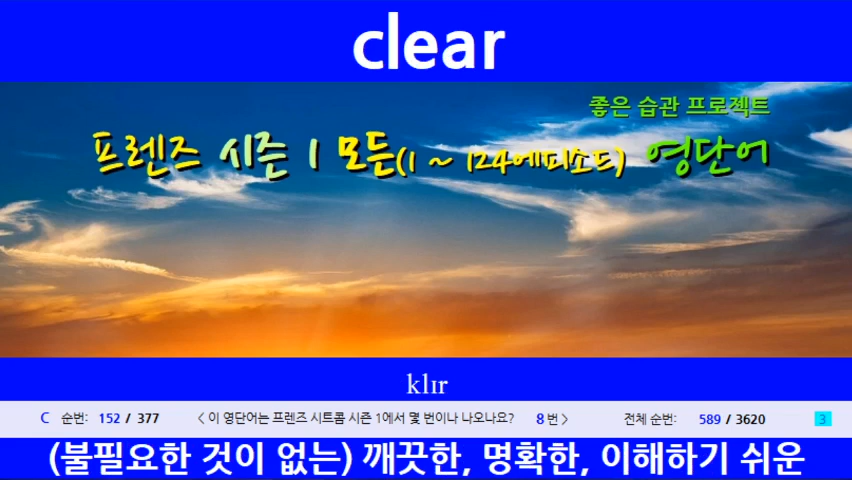 clear
좋은 습관 프로젝트
프렌즈 시즌 1 모든(1 ~ 124에피소드) 영단어
klɪr
C 순번: 152 / 377 < 이 영단어는 프렌즈 시트콤 시즌 1에서 몇 번이나 나오나요? 8 번 > 전체 순번: 589 / 3620 3
(불필요한 것이 없는) 깨끗한, 명확한, 이해하기 쉬운